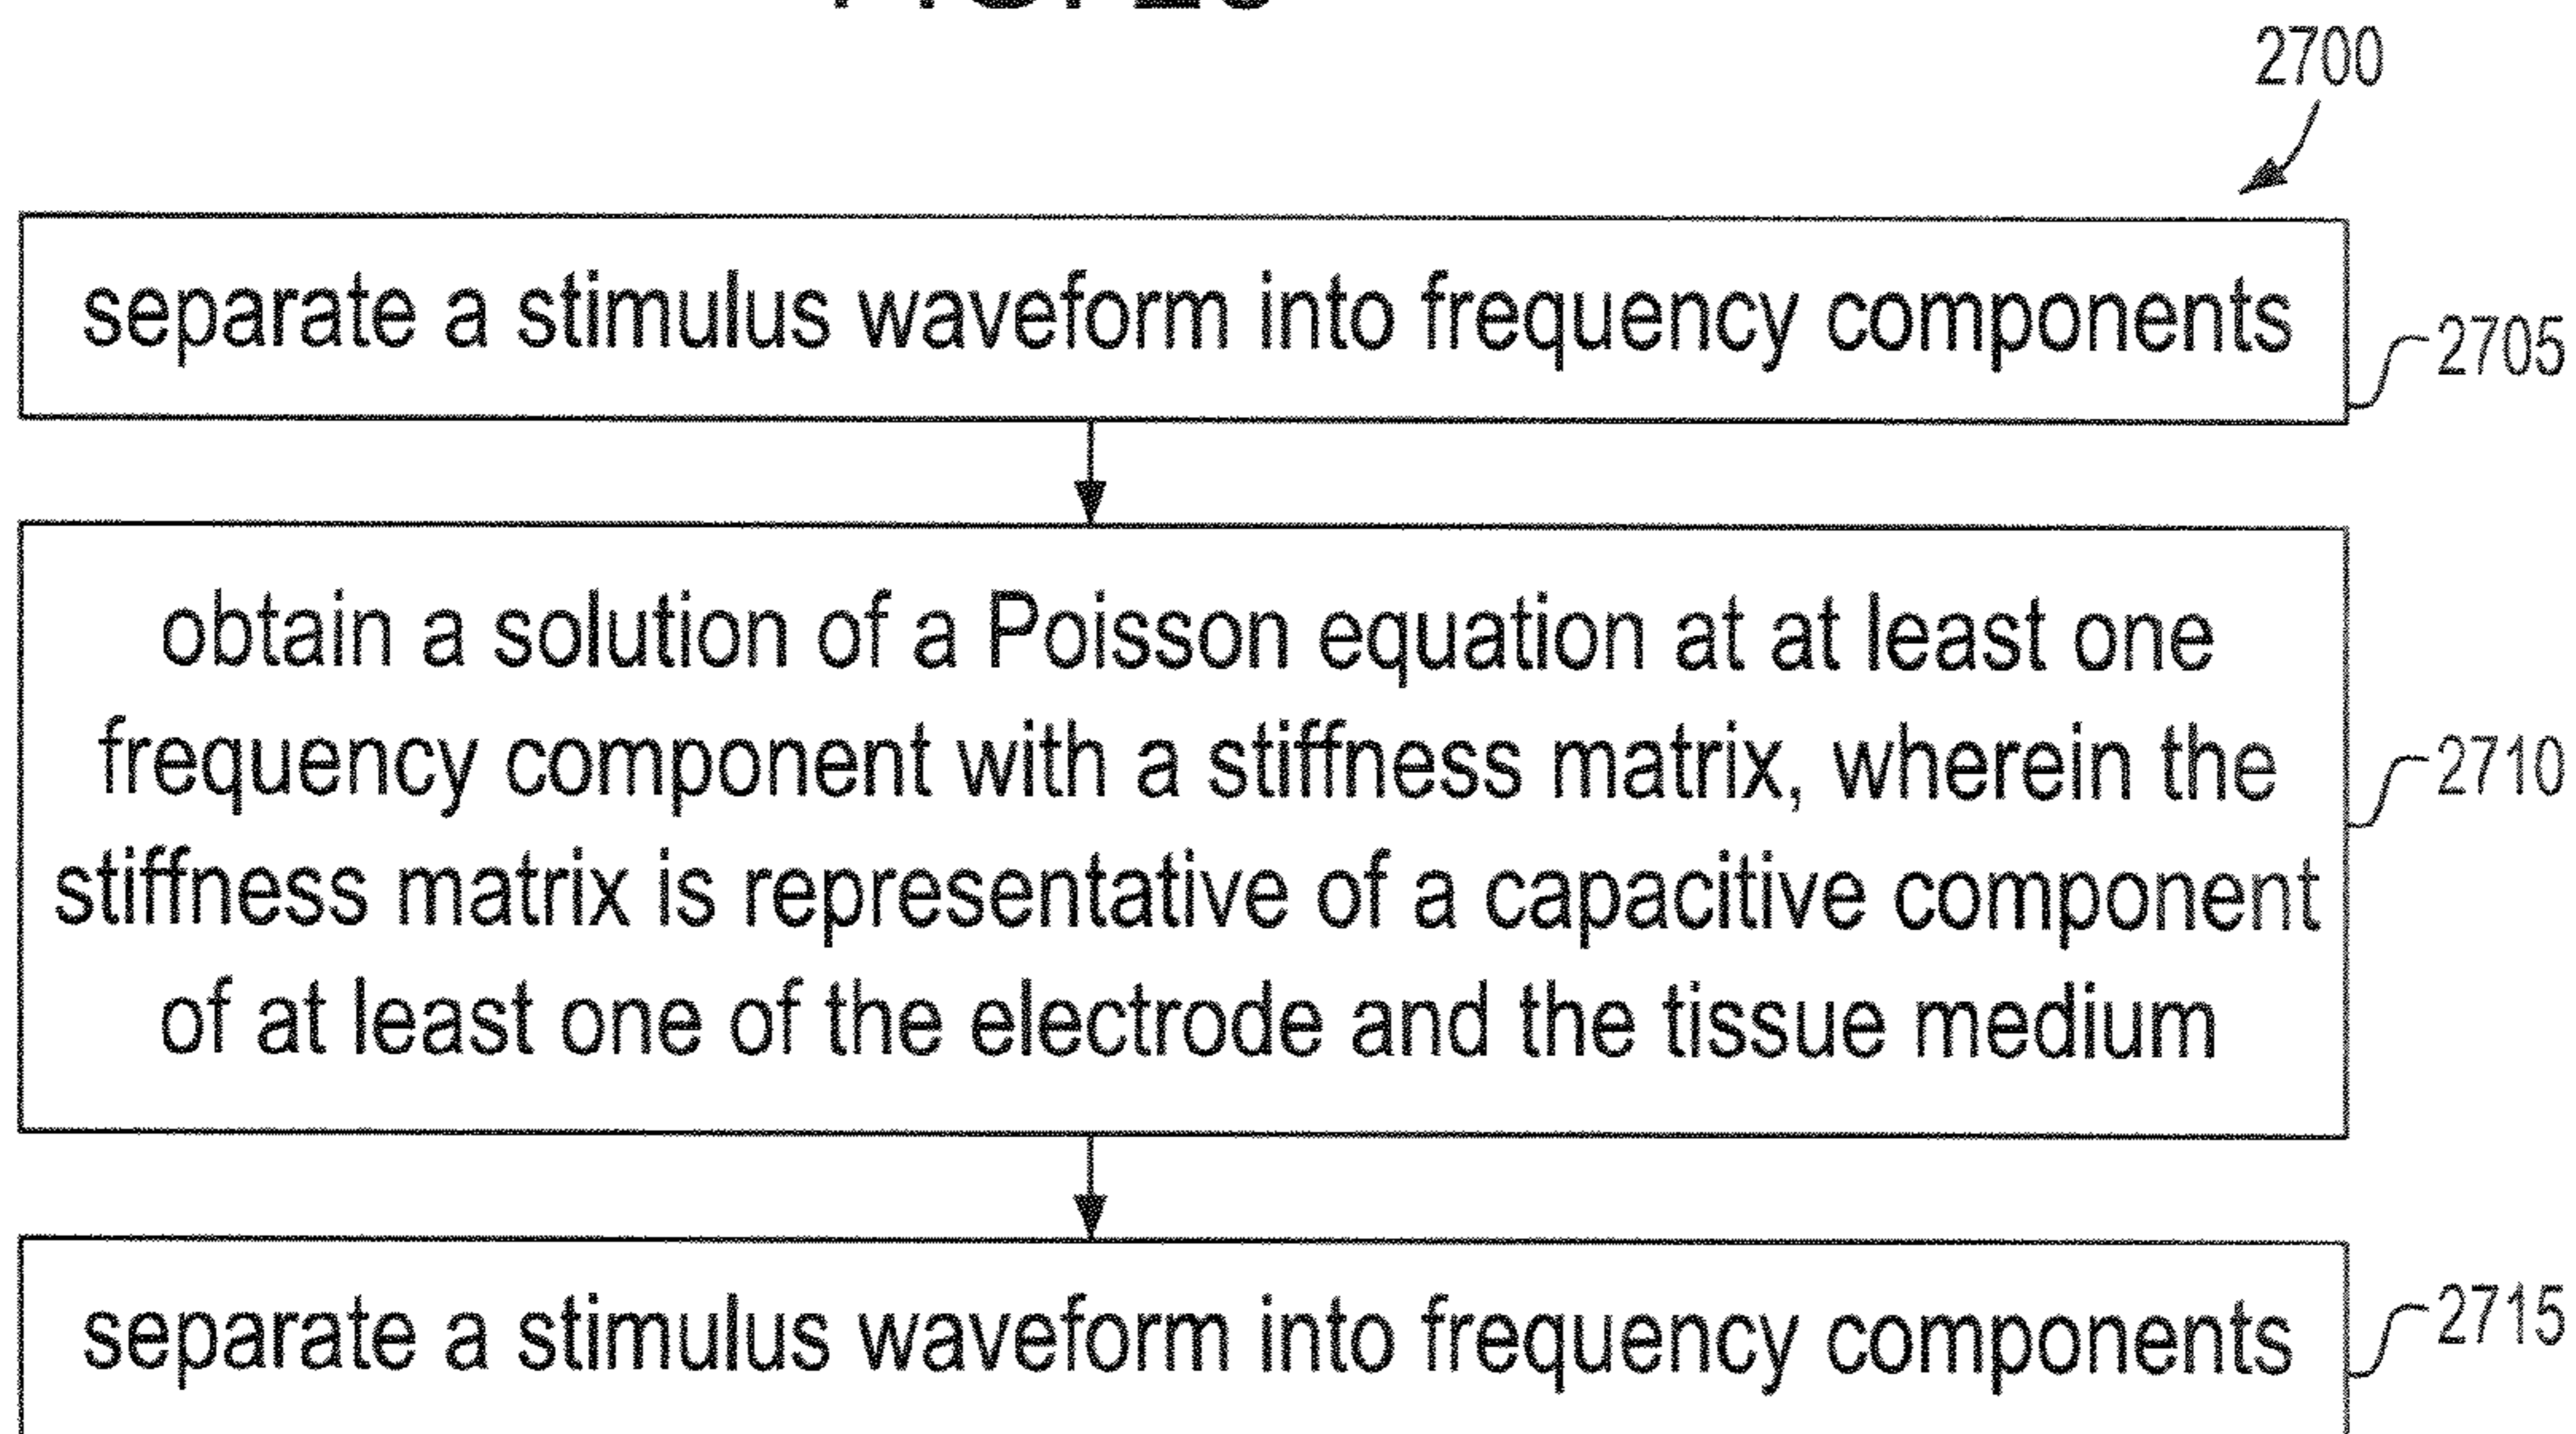 2700
separate a stimulus waveform into frequency components
2705
obtain a solution of a Poisson equation at at least one
frequency component with a stiffness matrix, wherein the
stiffness matrix is representative of a capacitive component
of at least one of the electrode and the tissue medium
2710
separate a stimulus waveform into frequency components
2715